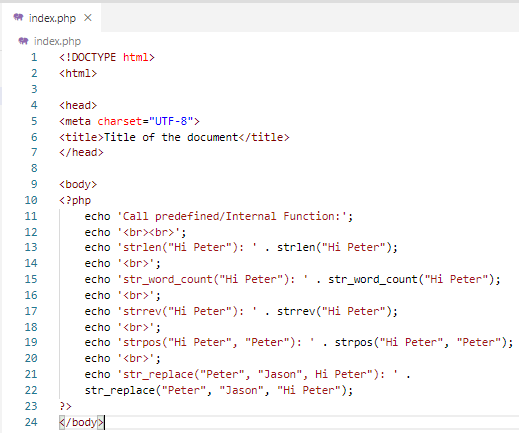 index.php ×
index.php
1 <!DOCTYPE html>
2 <html>
3
4 <head>
5 <meta charset="UTF-8">
6 <title>Title of the document</title>
7 </head>
8
9 <body>
10 <?php
11     echo 'Call predefined/Internal Function:';
12     echo '<br><br>';
13     echo 'strlen("Hi Peter"): ' . strlen("Hi Peter");
14     echo '<br>';
15     echo 'str_word_count("Hi Peter"): ' . str_word_count("Hi Peter");
16     echo '<br>';
17     echo 'strrev("Hi Peter"): ' . strrev("Hi Peter");
18     echo '<br>';
19     echo 'strpos("Hi Peter", "Peter"): ' . strpos("Hi Peter", "Peter");
20     echo '<br>';
21     echo 'str_replace("Peter", "Jason", Hi Peter"): ' .
22     str_replace("Peter", "Jason", "Hi Peter");
23 ?>
24 </body>